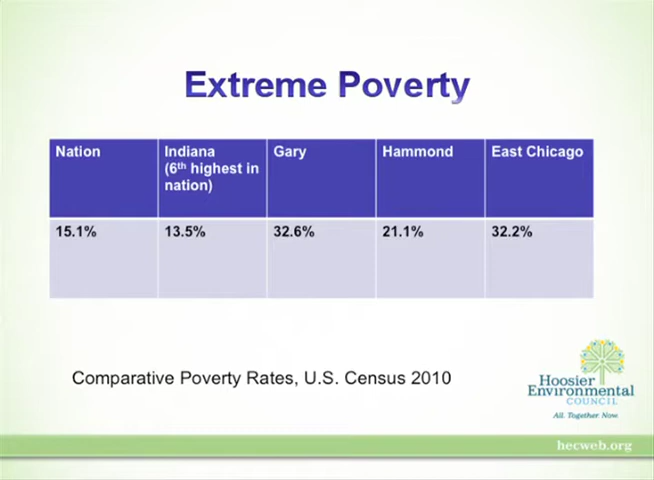 Extreme Poverty
Nation
Indiana
(6th highest in
nation)
Gary
Hammond
East Chicago
15.1%
13.5%
32.6%
21.1%
32.2%
Comparative Poverty Rates, U.S. Census 2010
Hoosier
Environmental
COUNCIL
All Together Now.
hecweb.org